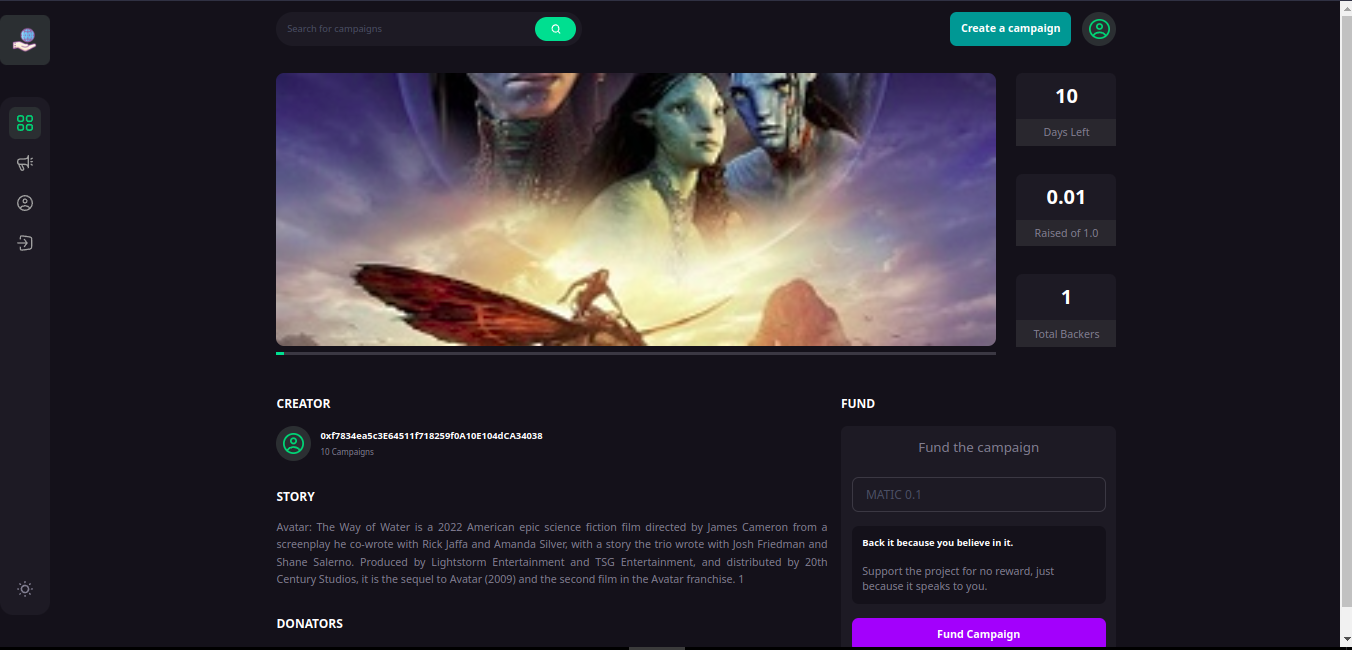 Search for campaigns
Create a campaign
10
Days Left
0.01
Raised of 1.0
1
Total Backers
CREATOR
0xf7834ea5c3E64511f718259f0A10E104dCA34038
10 Campaigns
STORY
Avatar: The Way of Water is a 2022 American epic science fiction film directed by James Cameron from a
screenplay he co-wrote with Rick Jaffa and Amanda Silver, with a story the trio wrote with Josh Friedman and
Shane Salerno. Produced by Lightstorm Entertainment and TSG Entertainment, and distributed by 20th
Century Studios, it is the sequel to Avatar (2009) and the second film in the Avatar franchise. 1
DONATORS
FUND
Fund the campaign
MATIC 0.1
Back it because you believe in it.
Support the project for no reward, just
because it speaks to you.
Fund Campaign